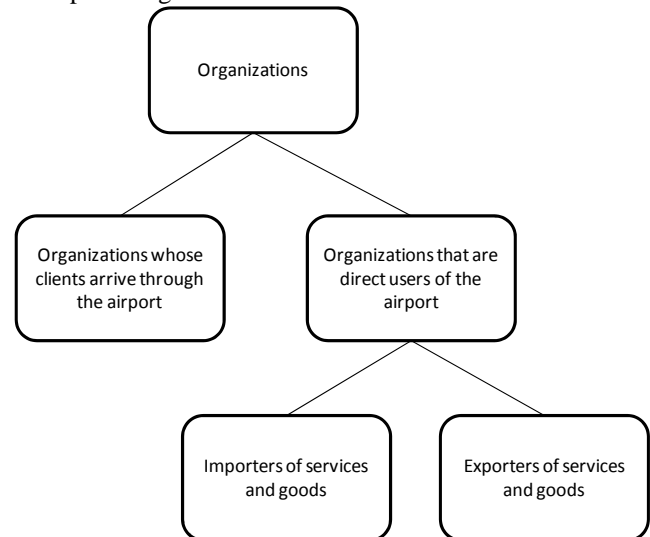 Organizations
Organizations whose
clients arrive through
the airport
Organizations that are
direct users of the
airport
Importers of services
and goods
Exporters of services
and goods